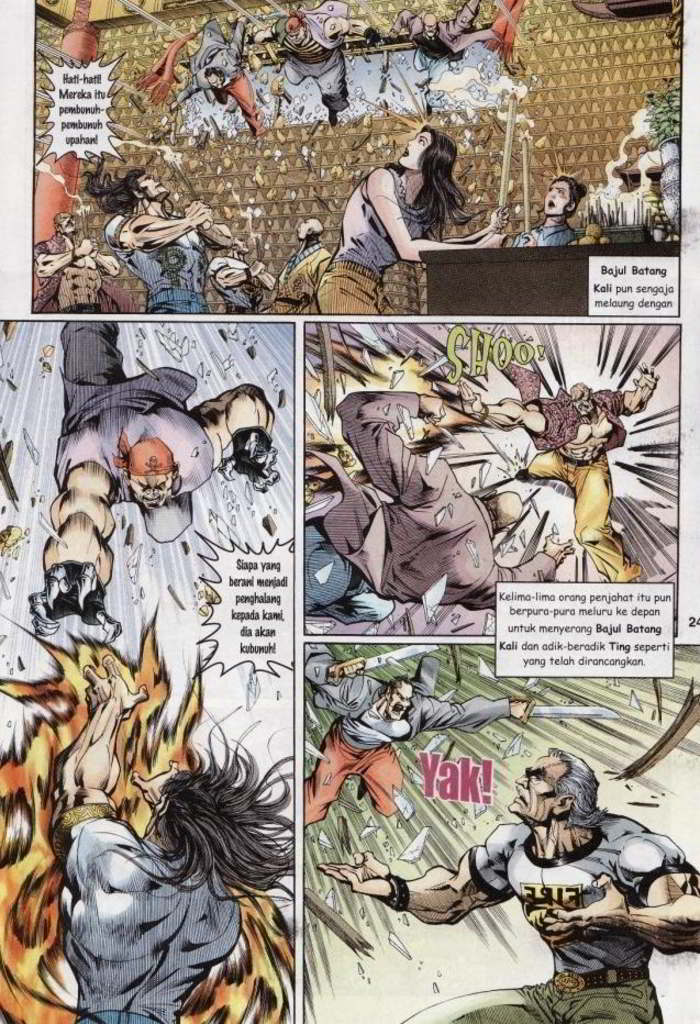 Hati-hati!
Mereka itu
pembunuh-
pembunuh
upahan!
Bajul Batang
Kali pun sengaja
melaung dengan
Siapa yang
berani menjadi
penghalang
kepada kami,
dia akan
kubunuh!
SHOO!
Kelima-lima orang penjahat itu pun
berpura-pura meluru ke depan
untuk menyerang Bajul Batang
Kali dan adik-beradik Ting seperti
yang telah dirancangkan.
24
Yak!